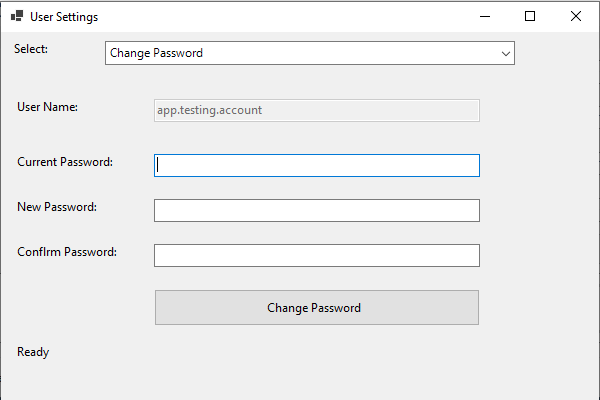 User Settings
Select: Change Password
User Name: app.testing.account
Current Password:
New Password:
ConfIrm Password:
Change Password
Ready